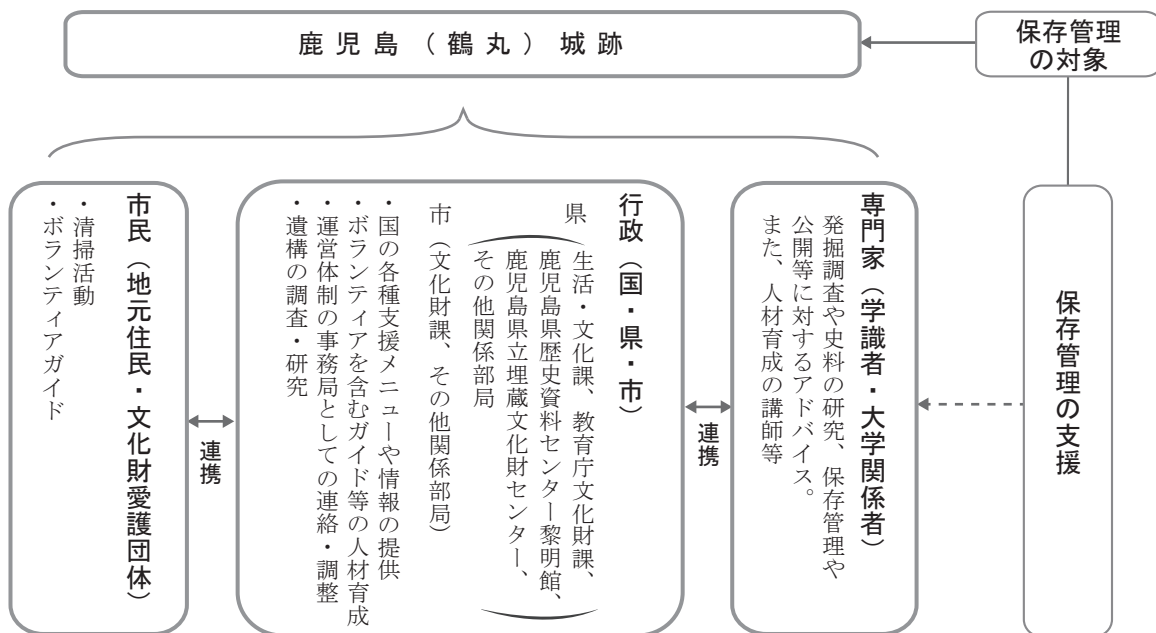 鹿児島（鶴丸）城跡
保存管理
の対象
保存管理の支援
専門家（学識者・大学関係者）
発掘調査や史料の研究、保存管理や
公開等に対するアドバイス。
また、人材育成の講師等
連携
行政（国・県・市）
県
生活・文化課、教育庁文化財課、
鹿児島県歴史資料センター黎明館、
鹿児島県立埋蔵文化財センター、
その他関係部局
市（文化財課、その他関係部局）
・国の各種支援メニューや情報の提供
・ボランティアを含むガイド等の人材育成
・運営体制の事務局としての連絡・調整
・遺構の調査・研究
連携
市民（地元住民・文化財愛護団体）
・清掃活動
・ボランティアガイド